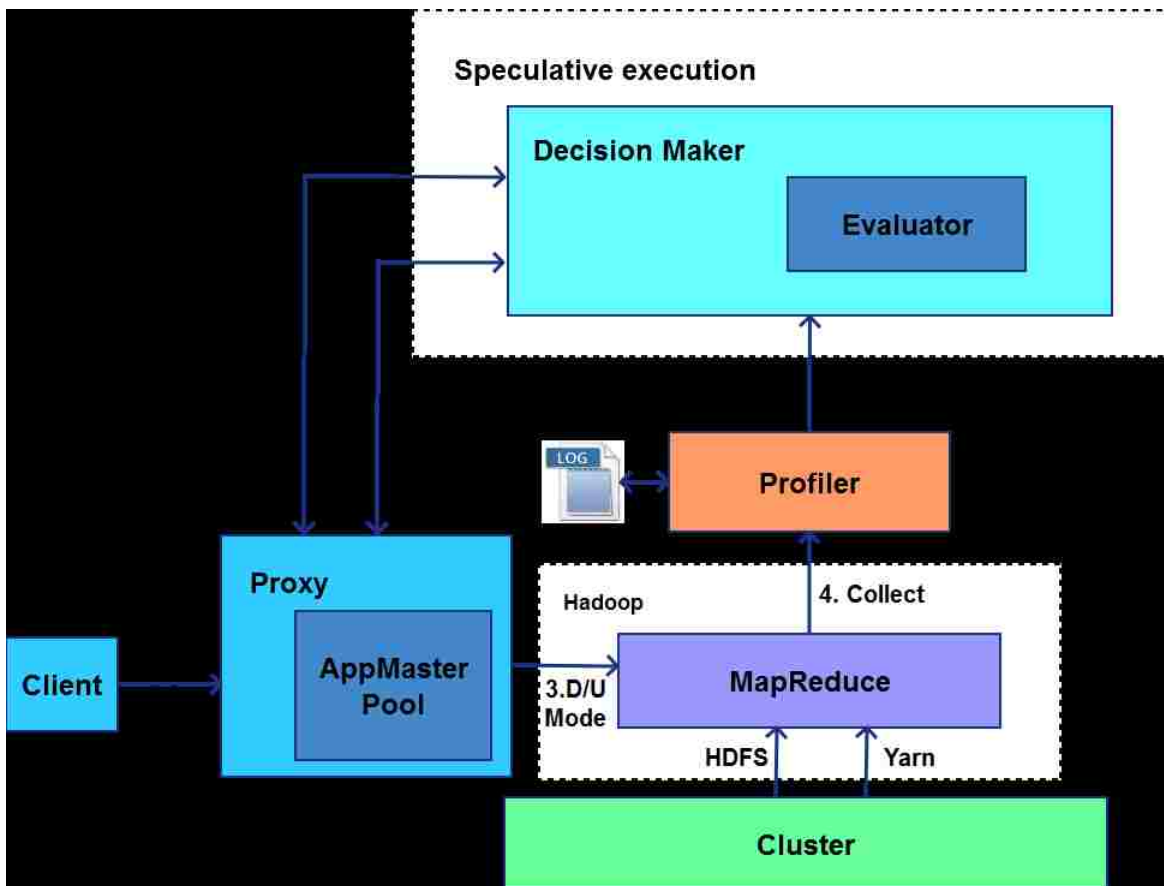 Speculative execution
Decision Maker
Evaluator
LOG
Profiler
Proxy
4. Collect
Hadoop
AppMaster
Pool
Client
MapReduce
3.D/U
Mode
HDFS
Yarn
Cluster